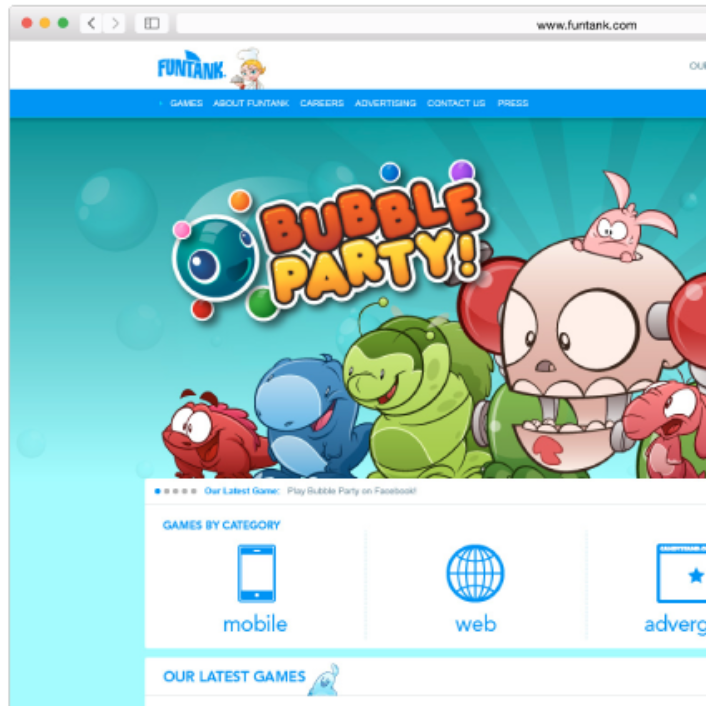 www.funtank.com
FUNTANK
OU
GAMES ABOUT FUNTANK CAREERS ADVERTISING CONTACT US PRESS
BUBBLE
PARTY!
Our Latest Game: Play Bubble Party on Facebook!
GAMES BY CATEGORY
mobile
web
adverg
OUR LATEST GAMES